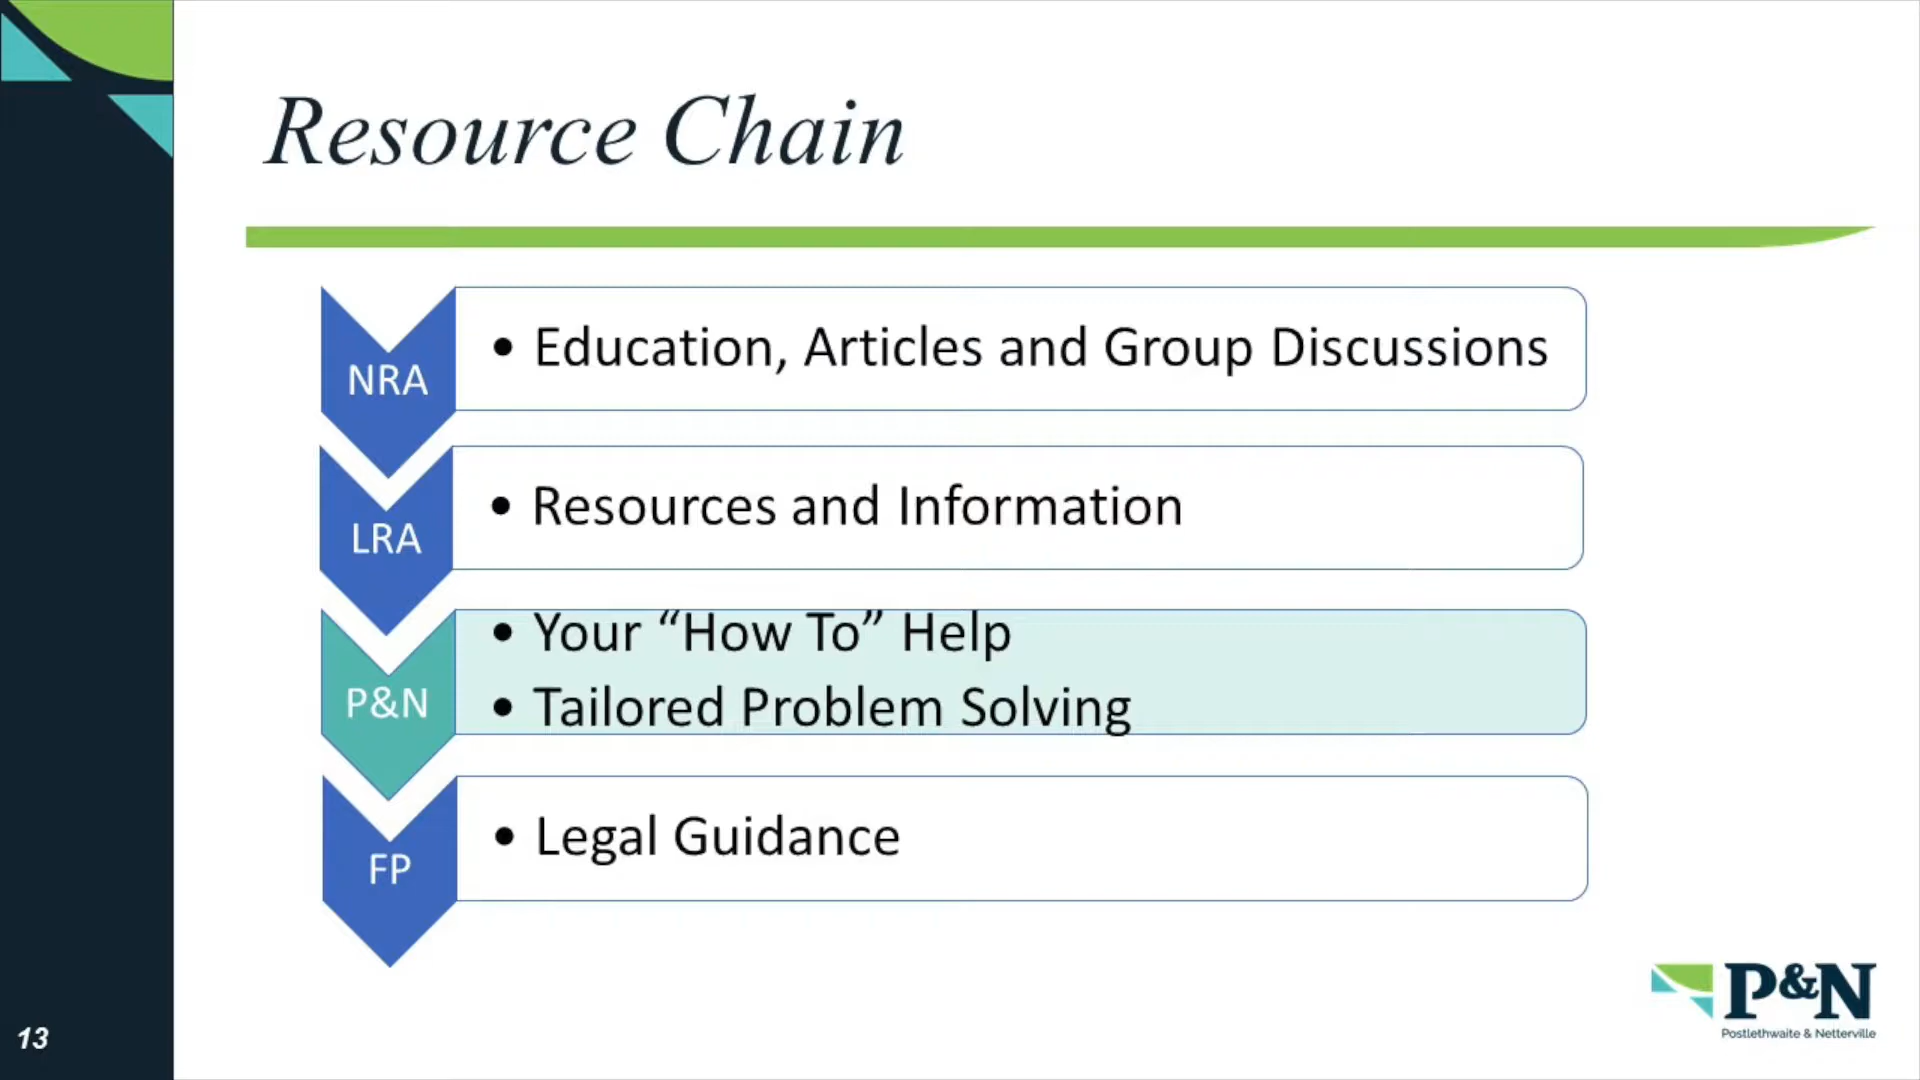 Resource Chain
NRA
• Education, Articles and Group Discussions
LRA
• Resources and Information
P&N
• Your “How To” Help
• Tailored Problem Solving
FP
• Legal Guidance
P&N
Postlethwaite & Netterville
13